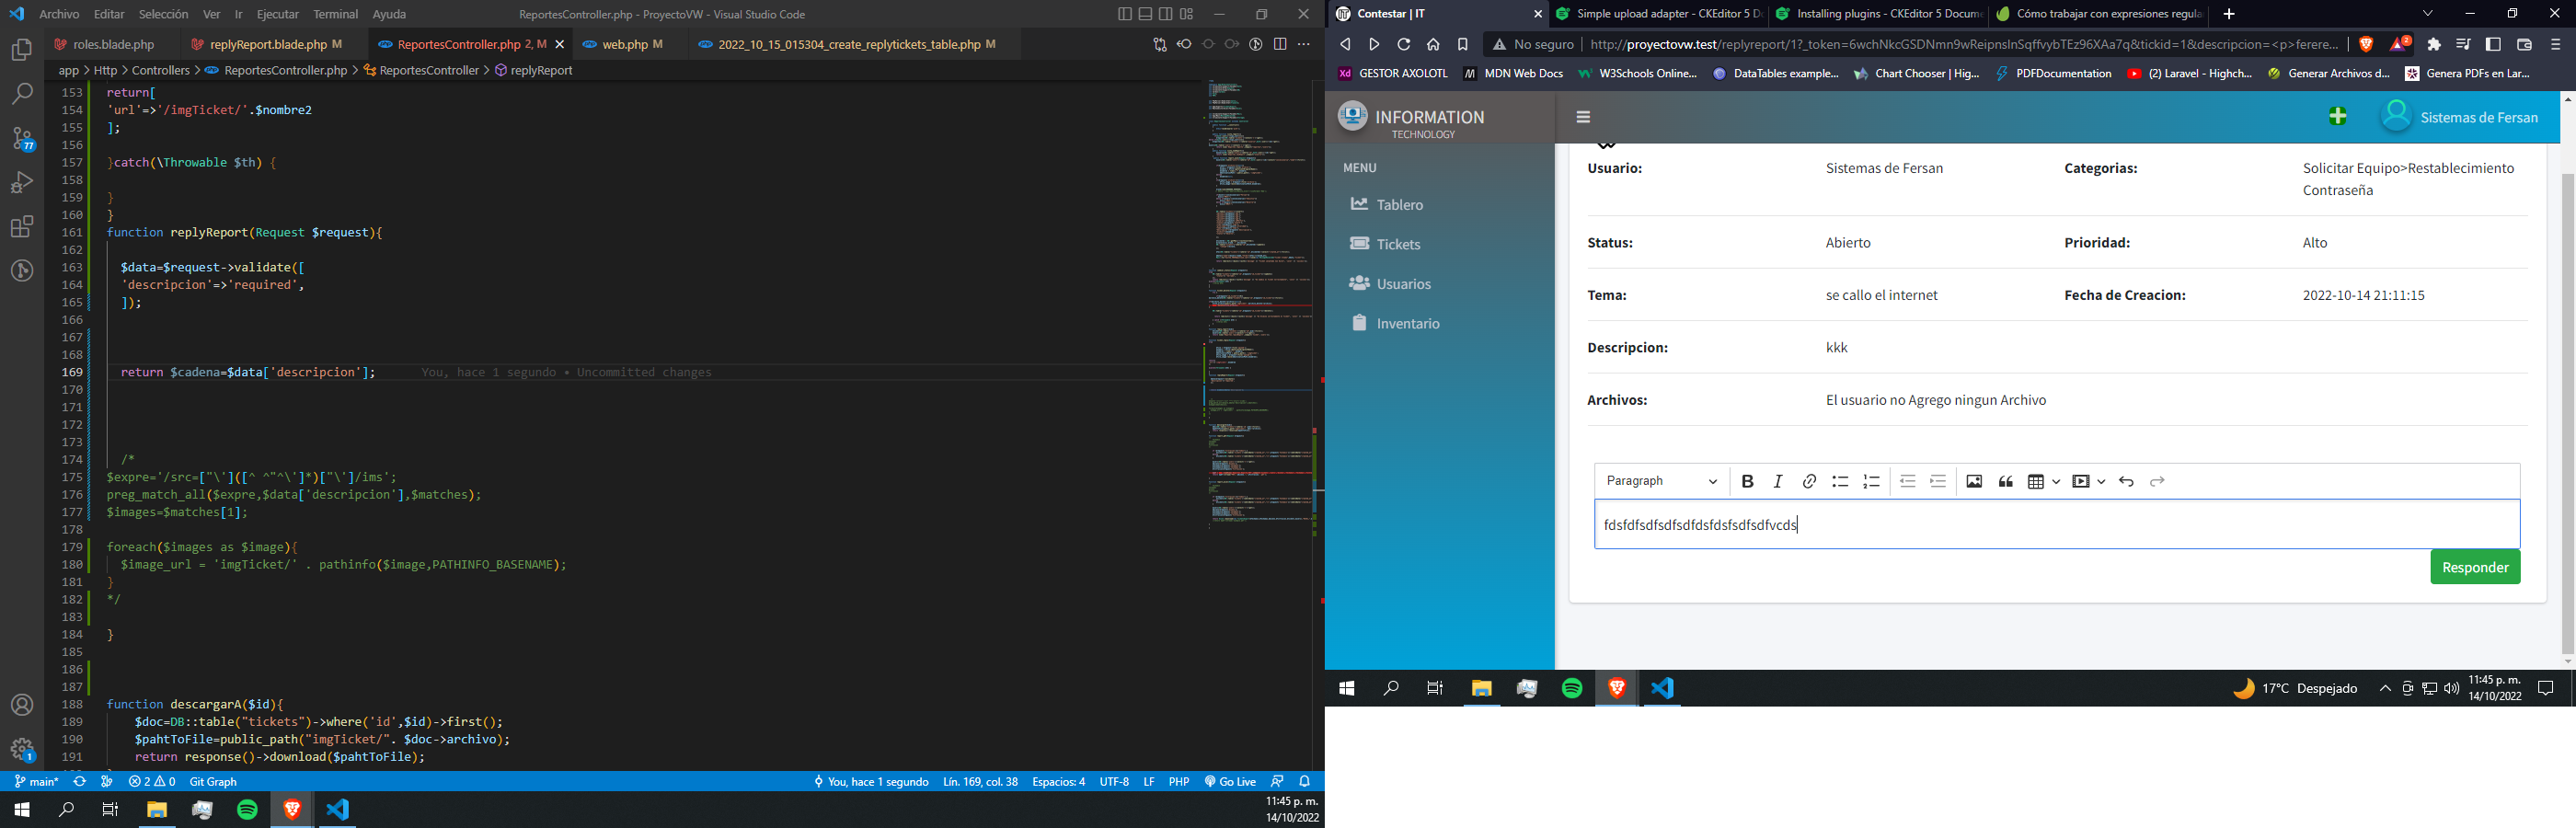 Archivo Editar Selección Ver Ir Ejecutar Terminal Ayuda ReportesController.php - ProyectoVW - Visual Studio Code
roles.blade.php replyReport.blade.php M ReportesController.php 2, M web.php M 2022_10_15_015304_create_replytickets_table.php M
app > Http > Controllers > ReportesController.php > ReportesController > replyReport
153 return[
154 'url'=>'/imgTicket/'.$nombre2
155 ];
156
157 }catch(\Throwable $th) {
158
159 }
160 }
161 function replyReport(Request $request){
162
163 $data=$request->validate([
164 'descripcion'=>'required',
165 ]);
166
167
168
169 return $cadena=$data['descripcion']; You, hace 1 segundo • Uncommitted changes
170
171
172
173
174 /*
175 $expre='/src=["\']([^ ^"^\']*)["\']/ims';
176 preg_match_all($expre,$data['descripcion'],$matches);
177 $images=$matches[1];
178
179 foreach($images as $image){
180 $image_url = 'imgTicket/' . pathinfo($image,PATHINFO_BASENAME);
181 }
182 */
183
184 }
185
186
187
188 function descargarA($id){
189 $doc=DB::table("tickets")->where('id',$id)->first();
190 $pahtToFile=public_path("imgTicket/". $doc->archivo);
191 return response()->download($pahtToFile);
77
1
main* 2 0 Git Graph You, hace 1 segundo Lín. 169, col. 38 Espacios: 4 UTF-8 LF PHP Go Live
11:45 p. m.
14/10/2022
Contestar | IT Simple upload adapter - CKEditor 5 D Installing plugins - CKEditor 5 Docum Cómo trabajar con expresiones regula
No seguro http://proyectovw.test/replyreport/1?_token=6wchNkcGSDNmn9wReipnsInSqffvybTEz96XAa7q&tickid=1&descripcion=<p>ferere... 2
GESTOR AXOLOTL MDN Web Docs W3Schools Online... DataTables example... Chart Chooser | Hig... PDFDocumentation (2) Laravel - Highch... Generar Archivos d... Genera PDFs en Lar...
INFORMATION
TECHNOLOGY
Sistemas de Fersan
MENU
Tablero
Tickets
Usuarios
Inventario
Usuario: Sistemas de Fersan Categorias: Solicitar Equipo>Restablecimiento
Contraseña
Status: Abierto Prioridad: Alto
Tema: se callo el internet Fecha de Creacion: 2022-10-14 21:11:15
Descripcion: kkk
Archivos: El usuario no Agrego ningun Archivo
Paragraph
fdsfdfsdfsdfsdfdsfdsfsdfsdfvcds
Responder
17°C Despejado 11:45 p. m.
14/10/2022